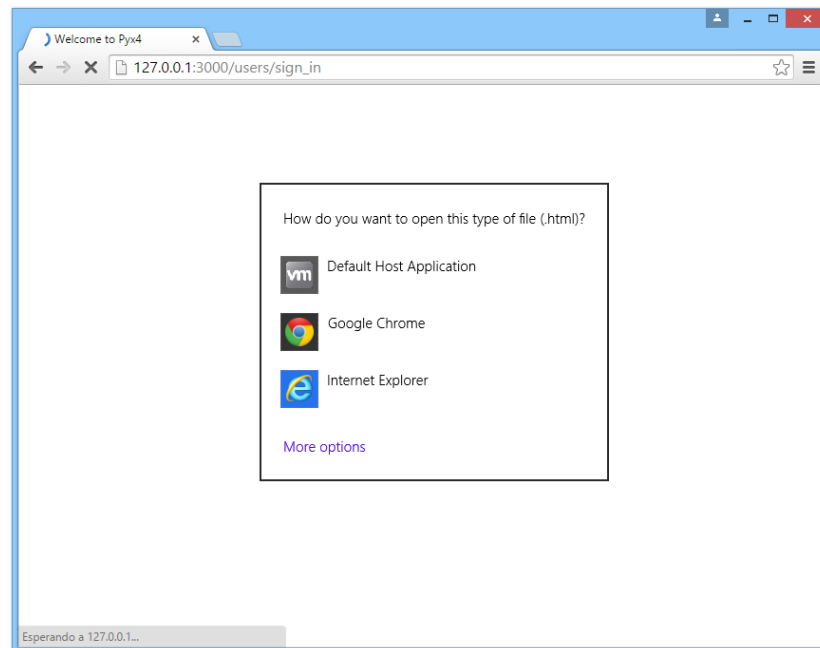 Welcome to Pyx4
127.0.0.1:3000/users/sign_in
How do you want to open this type of file (.html)?
vm
Default Host Application
Google Chrome
Internet Explorer
More options
Esperando a 127.0.0.1...